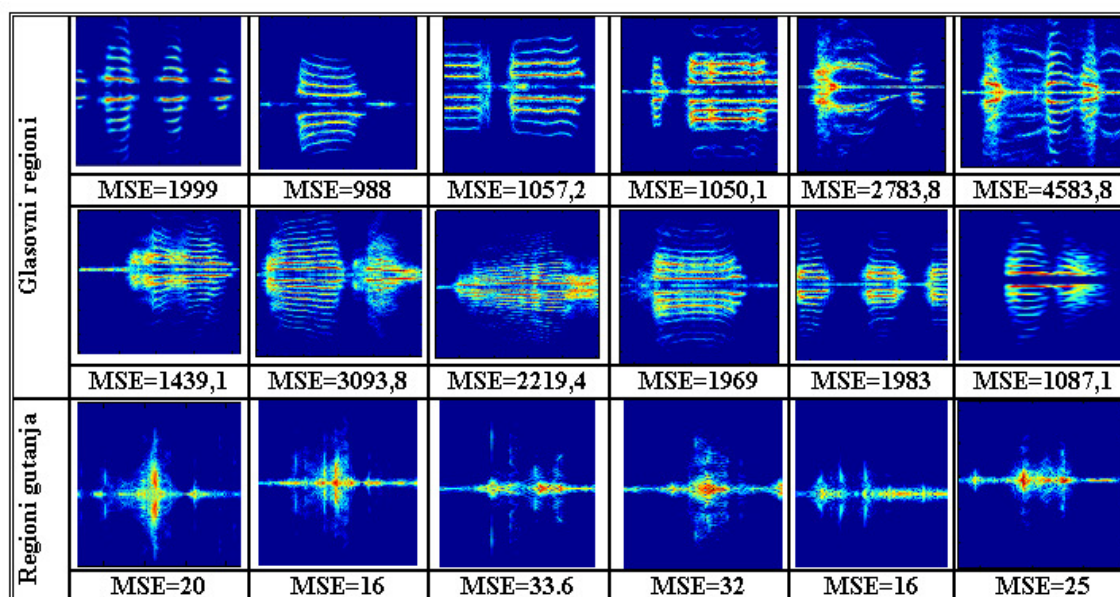 Glasovni regioni
MSE=1999 MSE=988 MSE=1057,2 MSE=1050,1 MSE=2783,8 MSE=4583,8
MSE=1439,1 MSE=3093,8 MSE=2219,4 MSE=1969 MSE=1983 MSE=1087,1
Regioni gutanja
MSE=20 MSE=16 MSE=33.6 MSE=32 MSE=16 MSE=25